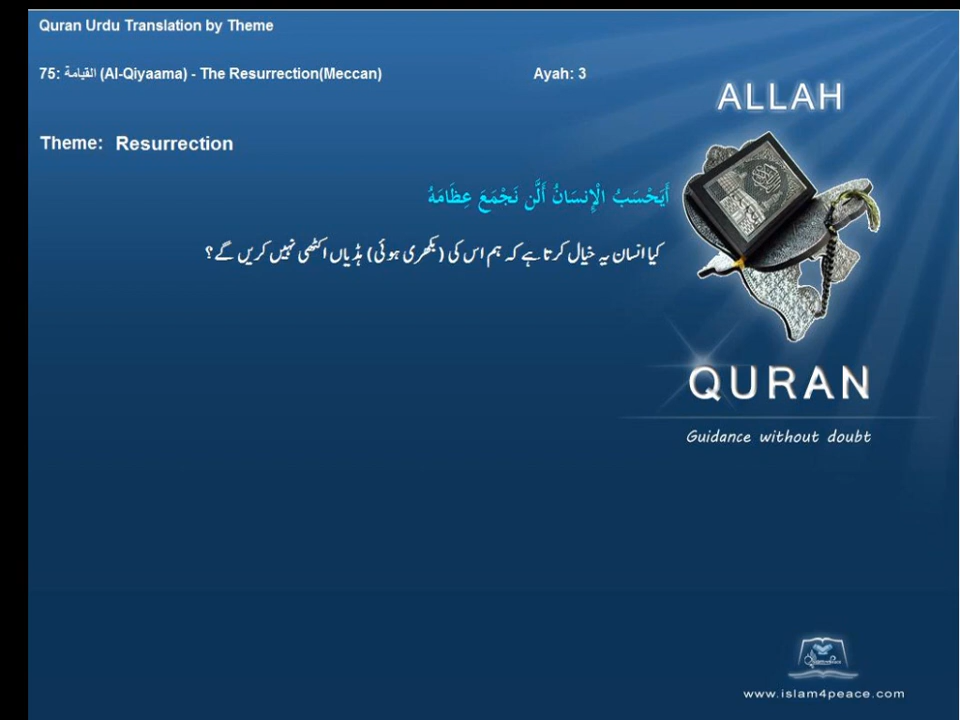 Quran Urdu Translation by Theme
75: القيامة (Al-Qiyaama) - The Resurrection(Meccan) Ayah: 3
ALLAH
Theme: Resurrection
أَيَحْسَبُ الْإِنسَانُ أَلَّن نَجْمَعَ عِظَامَهُ
کیا انسان یہ خیال کرتا ہے کہ ہم اس کی (بکھری ہوئی) ہڈیاں اکٹھی نہیں کریں گے؟
QURAN
Guidance without doubt
www.islam4peace.com